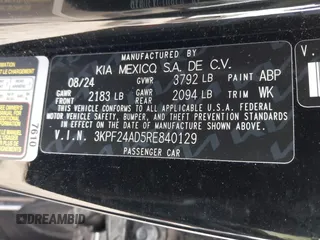 MANUFACTURED BY
KIA MEXICO, S.A. DE C.V.
08/24 GVWR 3792 LB PAINT ABP
GAWR FRONT 2183 LB GAWR REAR 2094 LB TRIM WK
THIS VEHICLE CONFORMS TO ALL APPLICABLE U.S. FEDERAL MOTOR
VEHICLE SAFETY, BUMPER, AND THEFT PREVENTION STANDARDS
IN EFFECT ON THE DATE OF MANUFACTURE SHOWN ABOVE.
V.I.N. 3KPF24AD5RE840129
PASSENGER CAR
7610
V.
DREAMBID